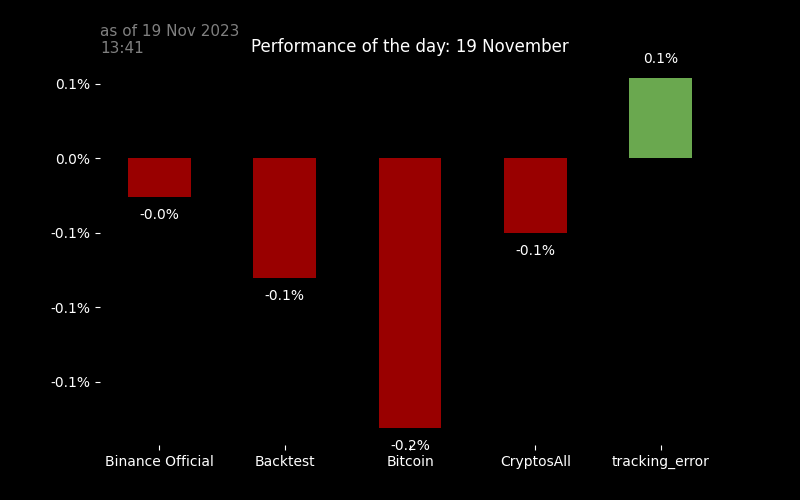 as of 19 Nov 2023
13:41
Performance of the day: 19 November
0.1%
0.1%
0.0%
-0.0%
-0.1%
-0.1%
-0.1%
-0.1%
-0.1%
-0.2%
Binance Official
Backtest
Bitcoin
CryptosAll
tracking_error